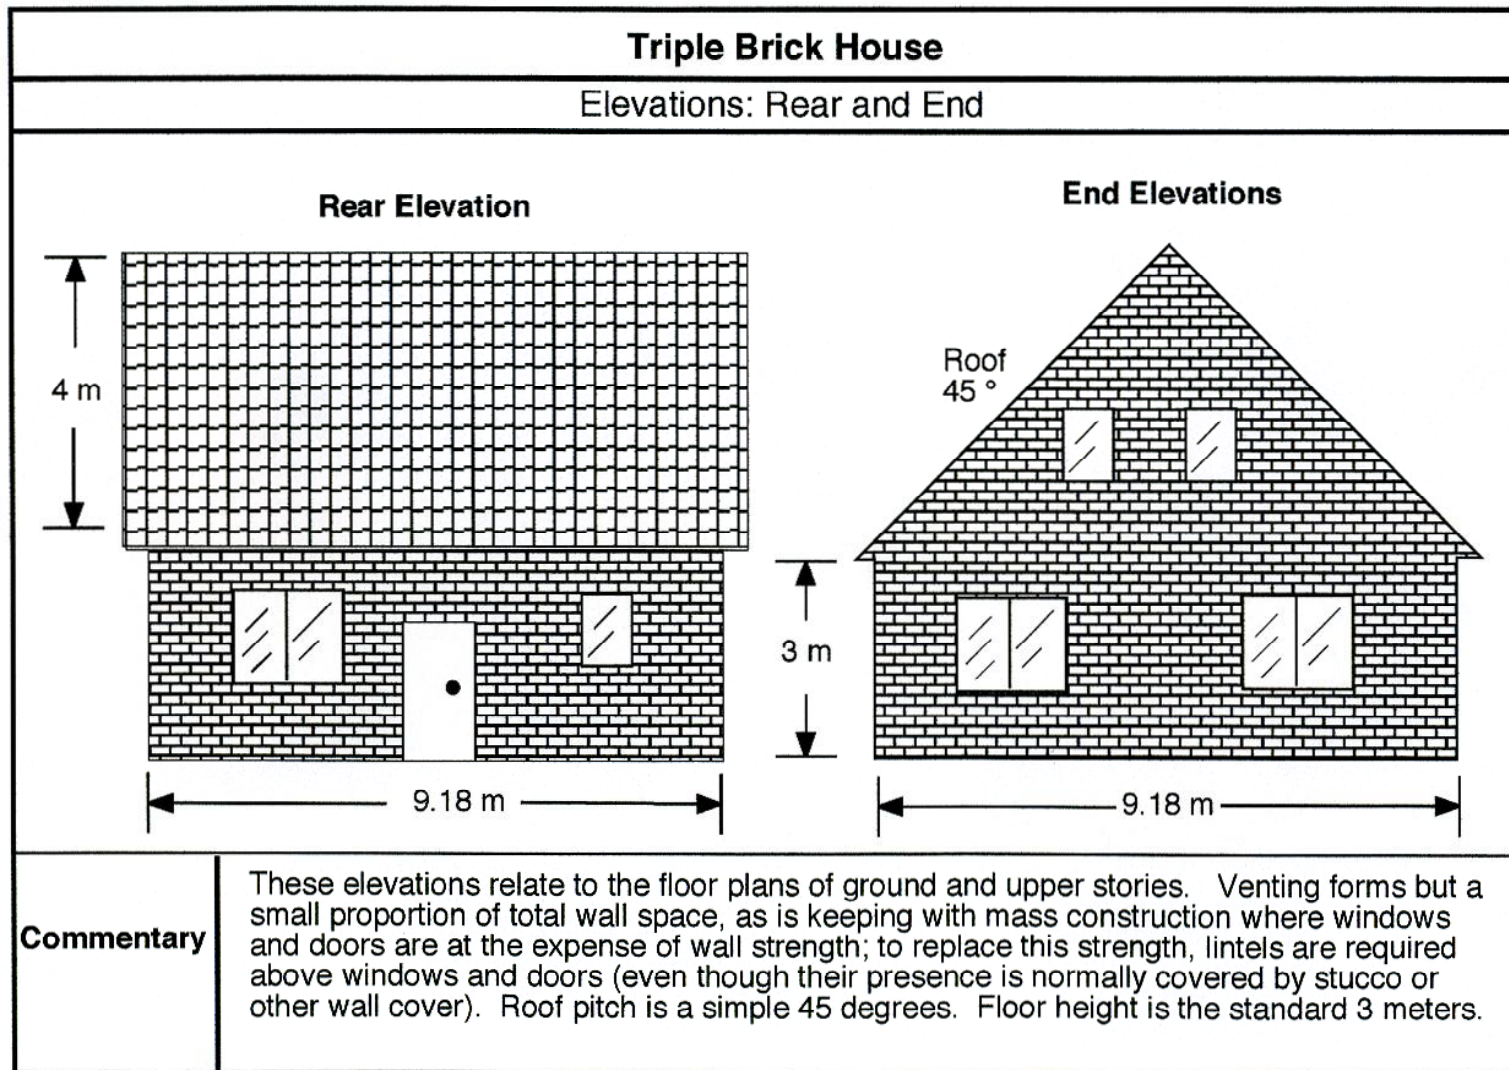 Triple Brick House
Elevations: Rear and End
Rear Elevation
End Elevations
4 m
Roof
45 °
3 m
9.18 m
9.18 m
Commentary
These elevations relate to the floor plans of ground and upper stories. Venting forms but a
small proportion of total wall space, as is keeping with mass construction where windows
and doors are at the expense of wall strength; to replace this strength, lintels are required
above windows and doors (even though their presence is normally covered by stucco or
other wall cover). Roof pitch is a simple 45 degrees. Floor height is the standard 3 meters.